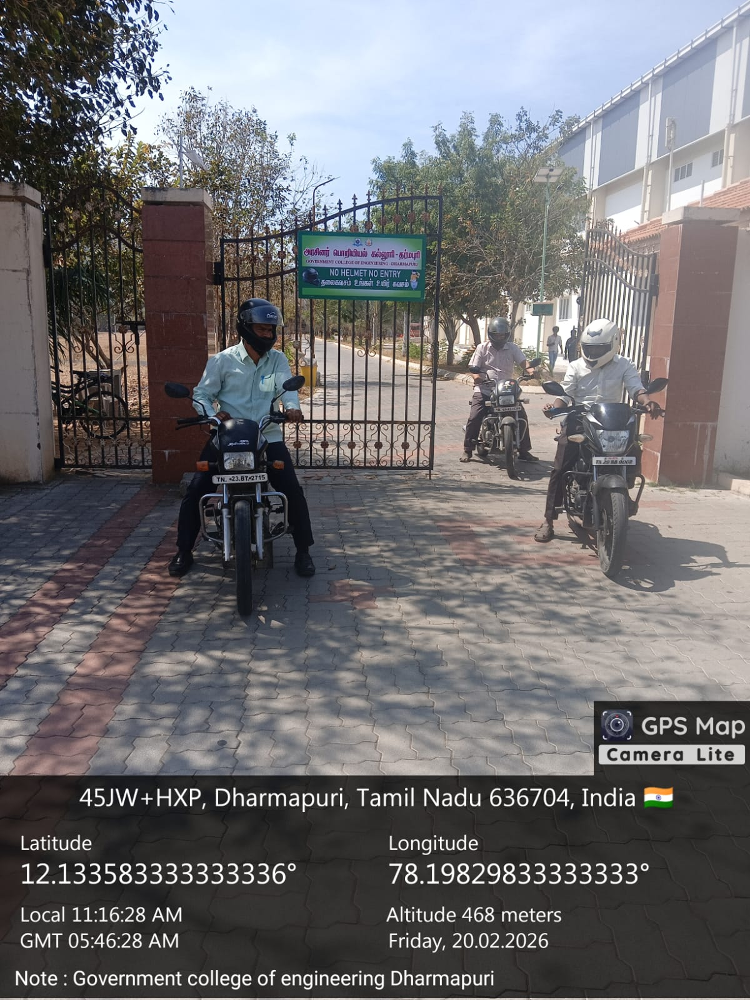 அரசினர் பொறியியல் கல்லூரி - தர்மபுரி
GOVERNMENT COLLEGE OF ENGINEERING - DHARMAPURI
NO HELMET NO ENTRY
தலைகவசம் உங்கள் உயிர் கவசம்
TN. 23.BT.2715
TN 29 BB 9002
GPS Map
Camera Lite
45JW+HXP, Dharmapuri, Tamil Nadu 636704, India
Latitude
12.133583333333336°
Longitude
78.19829833333333°
Local 11:16:28 AM
GMT 05:46:28 AM
Altitude 468 meters
Friday, 20.02.2026
Note : Government college of engineering Dharmapuri